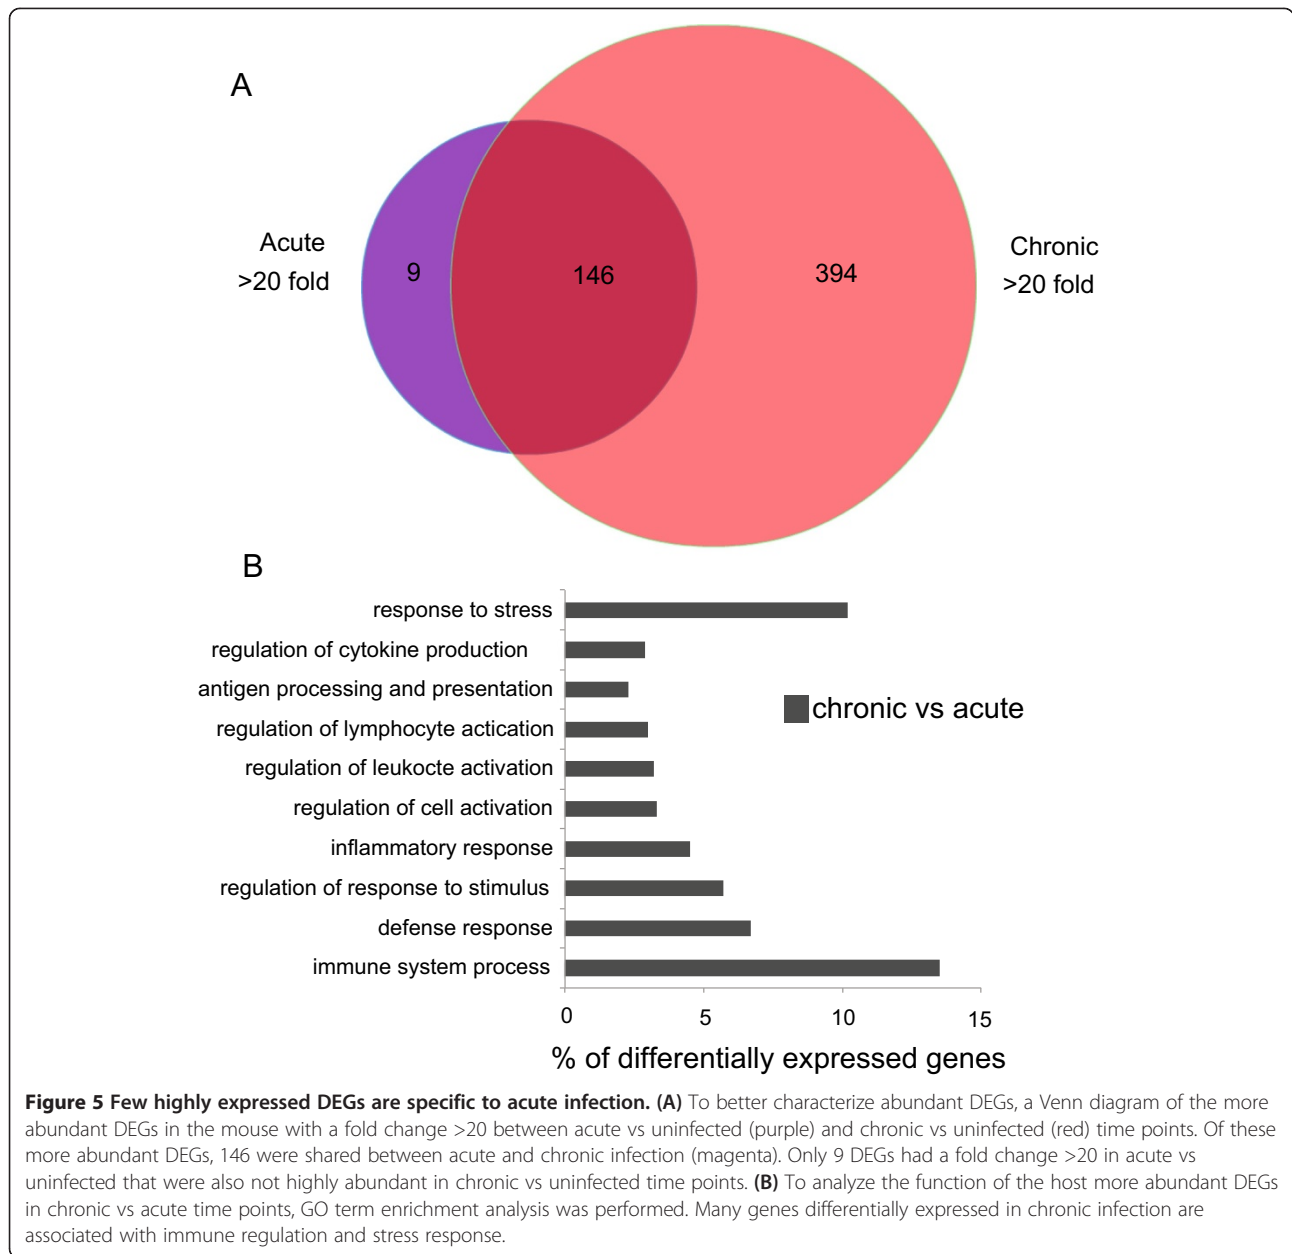 A
Acute
>20 fold
9
146
394
Chronic
>20 fold
B
response to stress
regulation of cytokine production
antigen processing and presentation
regulation of lymphocyte actication
regulation of leukocte activation
regulation of cell activation
inflammatory response
regulation of response to stimulus
defense response
immune system process
chronic vs acute
0 5 10 15
% of differentially expressed genes
Figure 5 Few highly expressed DEGs are specific to acute infection. (A) To better characterize abundant DEGs, a Venn diagram of the more
abundant DEGs in the mouse with a fold change >20 between acute vs uninfected (purple) and chronic vs uninfected (red) time points. Of these
more abundant DEGs, 146 were shared between acute and chronic infection (magenta). Only 9 DEGs had a fold change >20 in acute vs
uninfected that were also not highly abundant in chronic vs uninfected time points. (B) To analyze the function of the host more abundant DEGs
in chronic vs acute time points, GO term enrichment analysis was performed. Many genes differentially expressed in chronic infection are
associated with immune regulation and stress response.